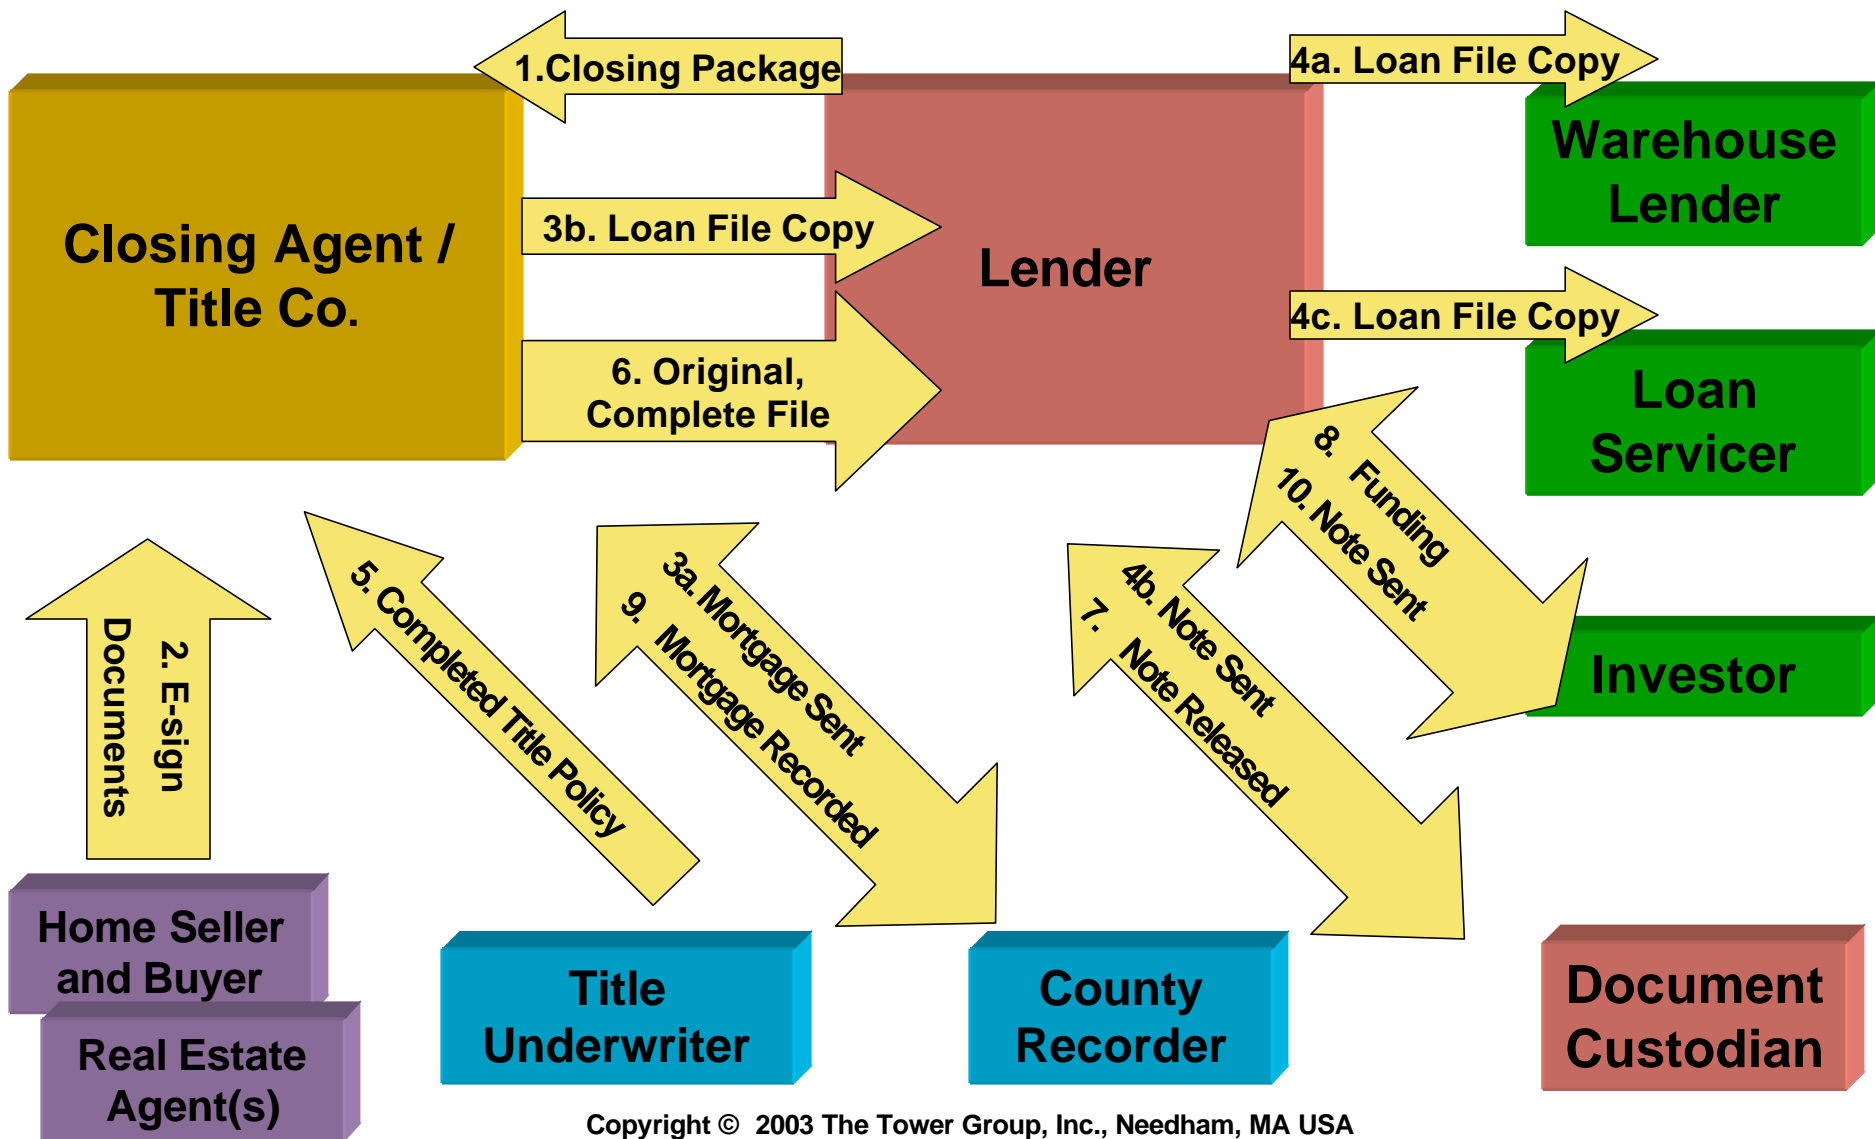 1.Closing Package
4a. Loan File Copy
Closing Agent /
Title Co.
3b. Loan File Copy
Lender
Warehouse
Lender
4c. Loan File Copy
6. Original,
Complete File
Loan
Servicer
8. Funding
10. Note Sent
2. E-sign
Documents
5. Completed Title Policy
3a. Mortgage Sent
9. Mortgage Recorded
4b. Note Sent
7. Note Released
Investor
Home Seller
and Buyer
Real Estate
Agent(s)
Title
Underwriter
County
Recorder
Document
Custodian
Copyright © 2003 The Tower Group, Inc., Needham, MA USA